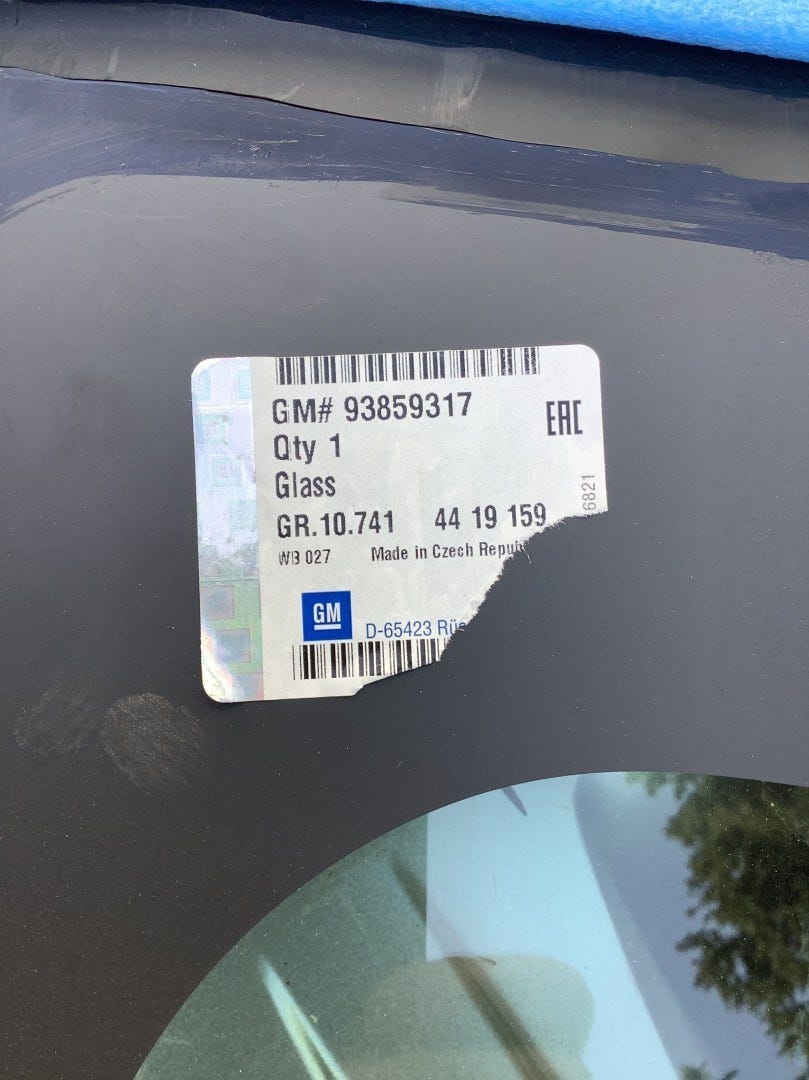 GM# 93859317
EAC
Qty 1
Glass
6821
GR.10.741 44 19 159
WB 027 Made in Czech
GM
D-65423